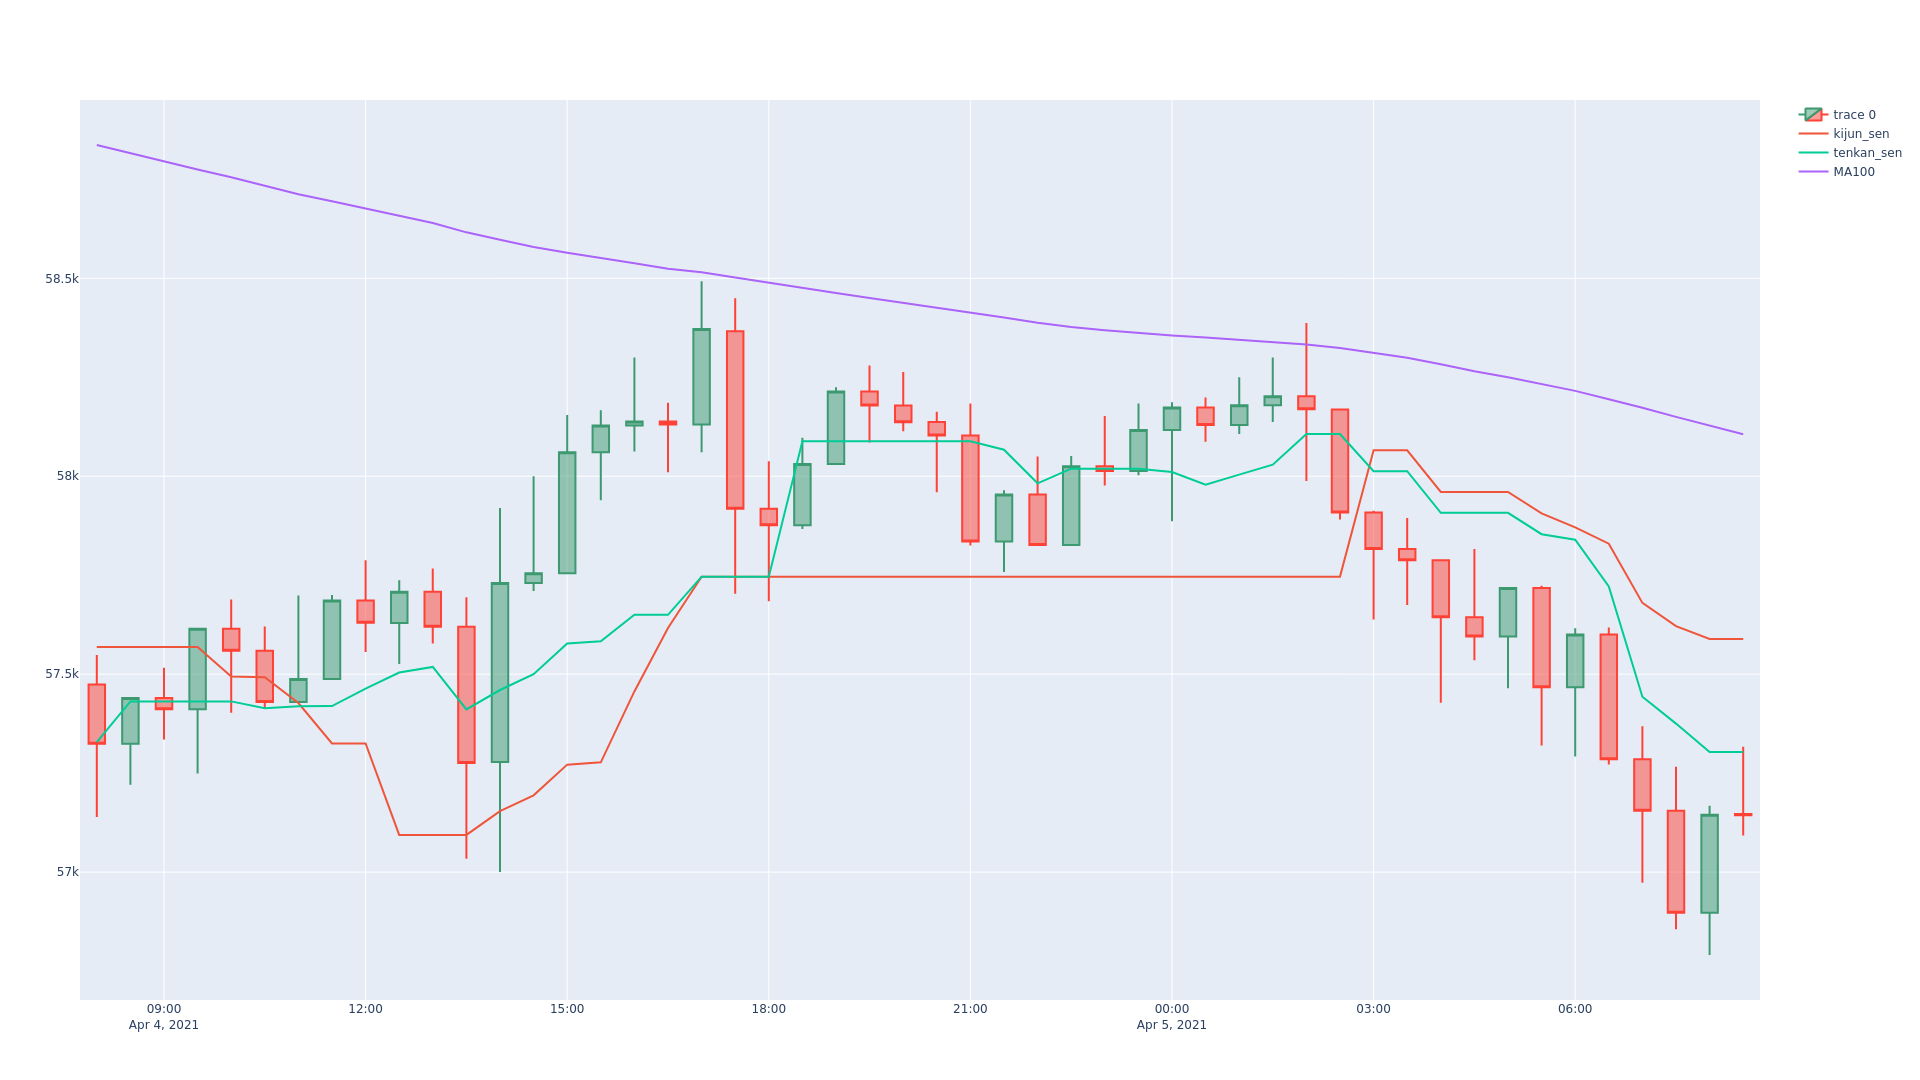 trace 0
kijun_sen
tenkan_sen
MA100
58.5k
58k
57.5k
57k
09:00 12:00 15:00 18:00 21:00 00:00 03:00 06:00
Apr 4, 2021 Apr 5, 2021